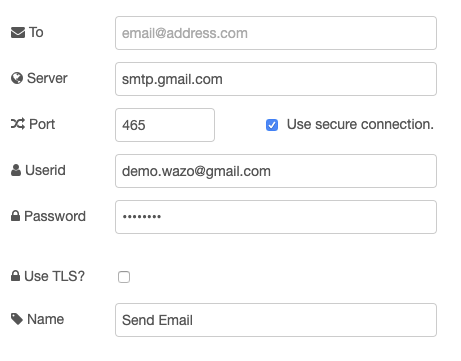 To email@address.com
Server smtp.gmail.com
Port 465 Use secure connection.
Userid demo.wazo@gmail.com
Password ••••••••
Use TLS?
Name Send Email